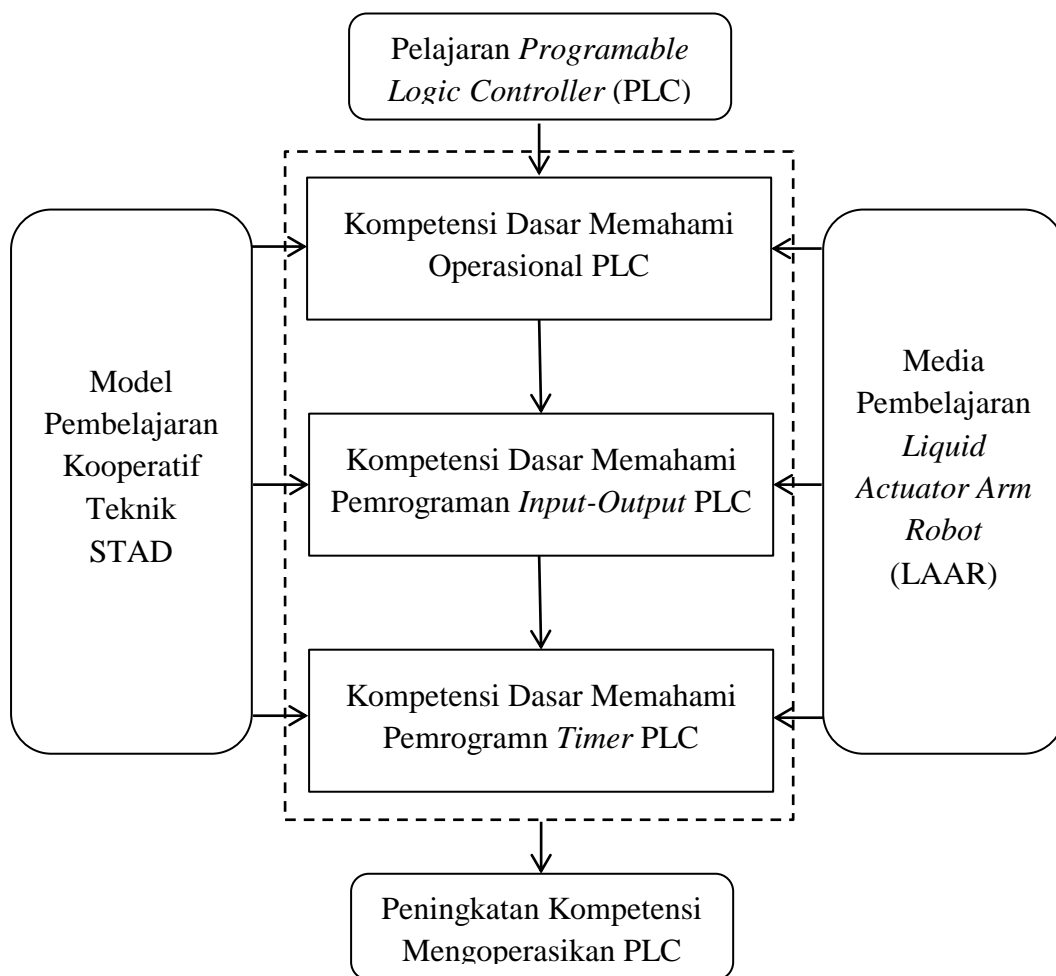 Pelajaran Programable
Logic Controller (PLC)
Kompetensi Dasar Memahami
Operasional PLC
Model
Pembelajaran
Kooperatif
Teknik
STAD
Kompetensi Dasar Memahami
Pemrograman Input-Output PLC
Media
Pembelajaran
Liquid
Actuator Arm
Robot
(LAAR)
Kompetensi Dasar Memahami
Pemrogramn Timer PLC
Peningkatan Kompetensi
Mengoperasikan PLC